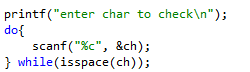 printf("enter char to check\n");
do{
    scanf("%c", &ch);
} while(isspace(ch));